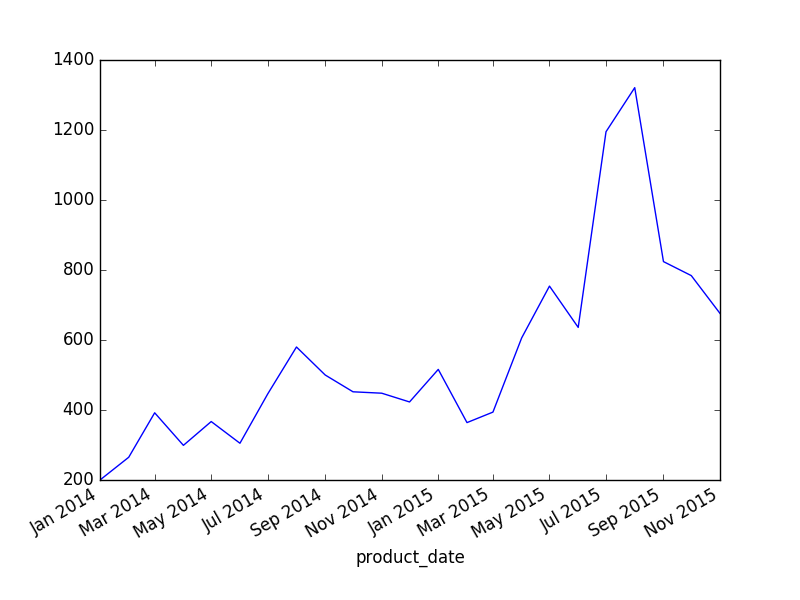 1400
1200
1000
800
600
400
200
Jan 2014
Mar 2014
May 2014
Jul 2014
Sep 2014
Nov 2014
Jan 2015
Mar 2015
May 2015
Jul 2015
Sep 2015
Nov 2015
product_date